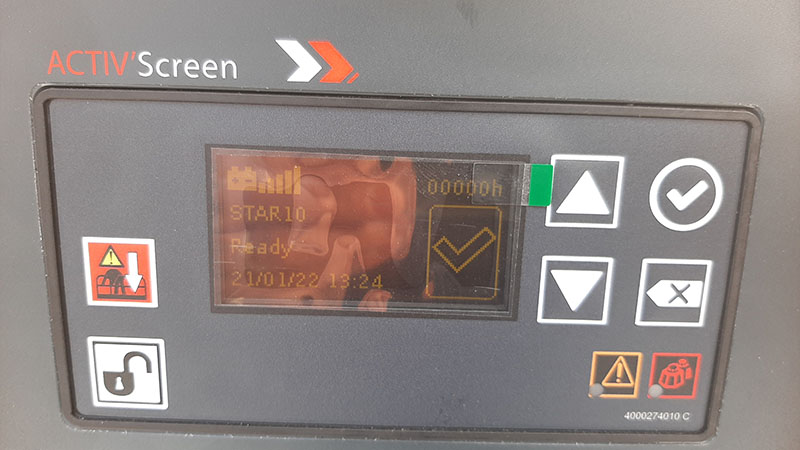 ACTIV'Screen
00000h
STAR10
Ready
21/01/22 13:24
4000274010 C